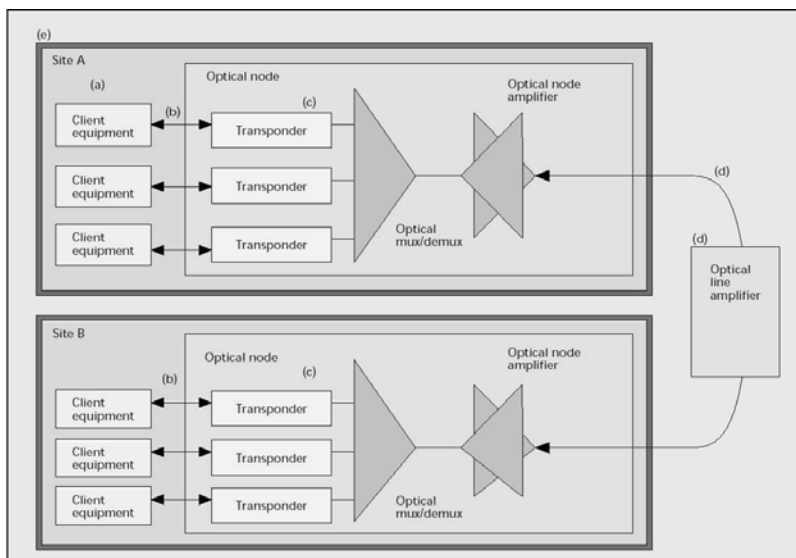 (e)
Site A
(a)
Optical node
Optical node
amplifier
(b)
(c)
Client
equipment
Transponder
Client
equipment
Transponder
Client
equipment
Transponder
Optical
mux/demux
(d)
(d)
Optical
line
amplifier
Site B
Optical node
Optical node
amplifier
(b)
(c)
Client
equipment
Transponder
Client
equipment
Transponder
Client
equipment
Transponder
Optical
mux/demux